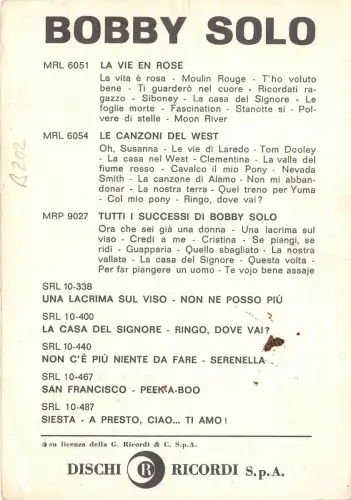 BOBBY SOLO
MRL 6051 LA VIE EN ROSE
La vita è rosa - Moulin Rouge - T'ho voluto
bene - Ti guarderò nel cuore - Ricordati ra-
gazzo - Siboney - La casa del Signore - Le
foglie morte - Fascination - Stanotte sì - Pol-
vere di stelle - Moon River
MRL 6054 LE CANZONI DEL WEST
Oh, Susanna - Le vie di Laredo - Tom Dooley
- La casa nel West - Clementina - La valle del
fiume rosso - Cavalco il mio Pony - Nevada
Smith - La canzone di Alamo - Non mi abban-
donar - La nostra terra - Quel treno per Yuma
- Col mio pony - Ringo, dove vai?
MRP 9027 TUTTI I SUCCESSI DI BOBBY SOLO
Ora che sei già una donna - Una lacrima sul
viso - Credi a me - Cristina - Se piangi, se
ridi - Guapparia - Quello sbagliato - La nostra
vallata - La casa del Signore - Questa volta -
Per far piangere un uomo - Te vojo bene assaje
SRL 10-338
UNA LACRIMA SUL VISO - NON NE POSSO PIÙ
SRL 10-400
LA CASA DEL SIGNORE - RINGO, DOVE VAI?
SRL 10-440
NON C'È PIÙ NIENTE DA FARE - SERENELLA
SRL 10-467
SAN FRANCISCO - PEEK-A-BOO
SRL 10-487
SIESTA - A PRESTO, CIAO... TI AMO!
su licenza della G. Ricordi & C. S.p.A.
DISCHI R RICORDI S.p.A.